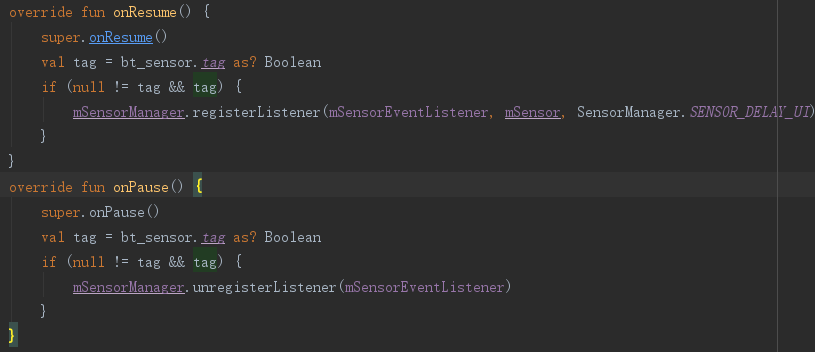 override fun onResume() {
    super.onResume()
    val tag = bt_sensor.tag as? Boolean
    if (null != tag && tag) {
        mSensorManager.registerListener(mSensorEventListener, mSensor, SensorManager.SENSOR_DELAY_UI)
    }
}
override fun onPause() {
    super.onPause()
    val tag = bt_sensor.tag as? Boolean
    if (null != tag && tag) {
        mSensorManager.unregisterListener(mSensorEventListener)
    }
}